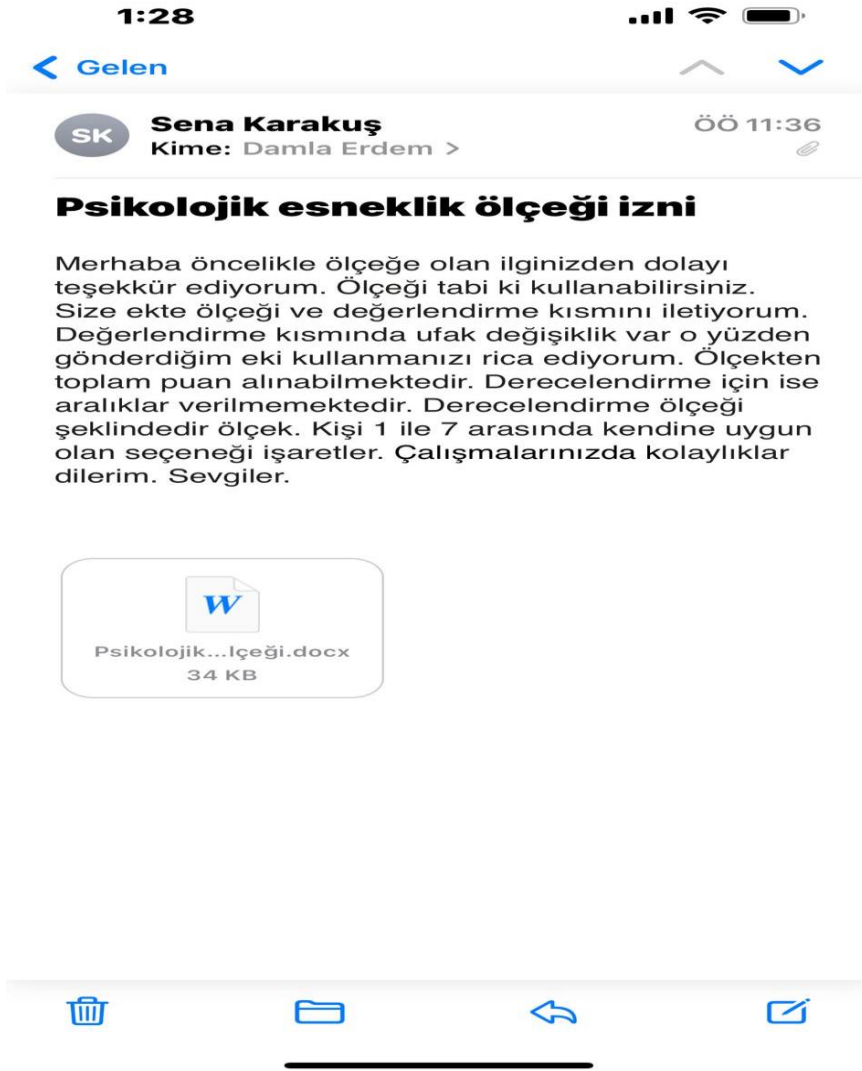 1:28
Gelen
SK
Sena Karakuş
ÖÖ 11:36
Kime: Damla Erdem >
Psikolojik esneklik ölçeği izni
Merhaba öncelikle ölçeğe olan ilginizden dolayı
teşekkür ediyorum. Ölçeği tabi ki kullanabilirsiniz.
Size ekte ölçeği ve değerlendirme kısmını iletiyorum.
Değerlendirme kısmında ufak değişiklik var o yüzden
gönderdiğim eki kullanmanızı rica ediyorum. Ölçekten
toplam puan alınabilmektedir. Derecelendirme için ise
aralıklar verilmemektedir. Derecelendirme ölçeği
şeklindedir ölçek. Kişi 1 ile 7 arasında kendine uygun
olan seçeneği işaretler. Çalışmalarınızda kolaylıklar
dilerim. Sevgiler.
W
Psikolojik...lçeği.docx
34 KB